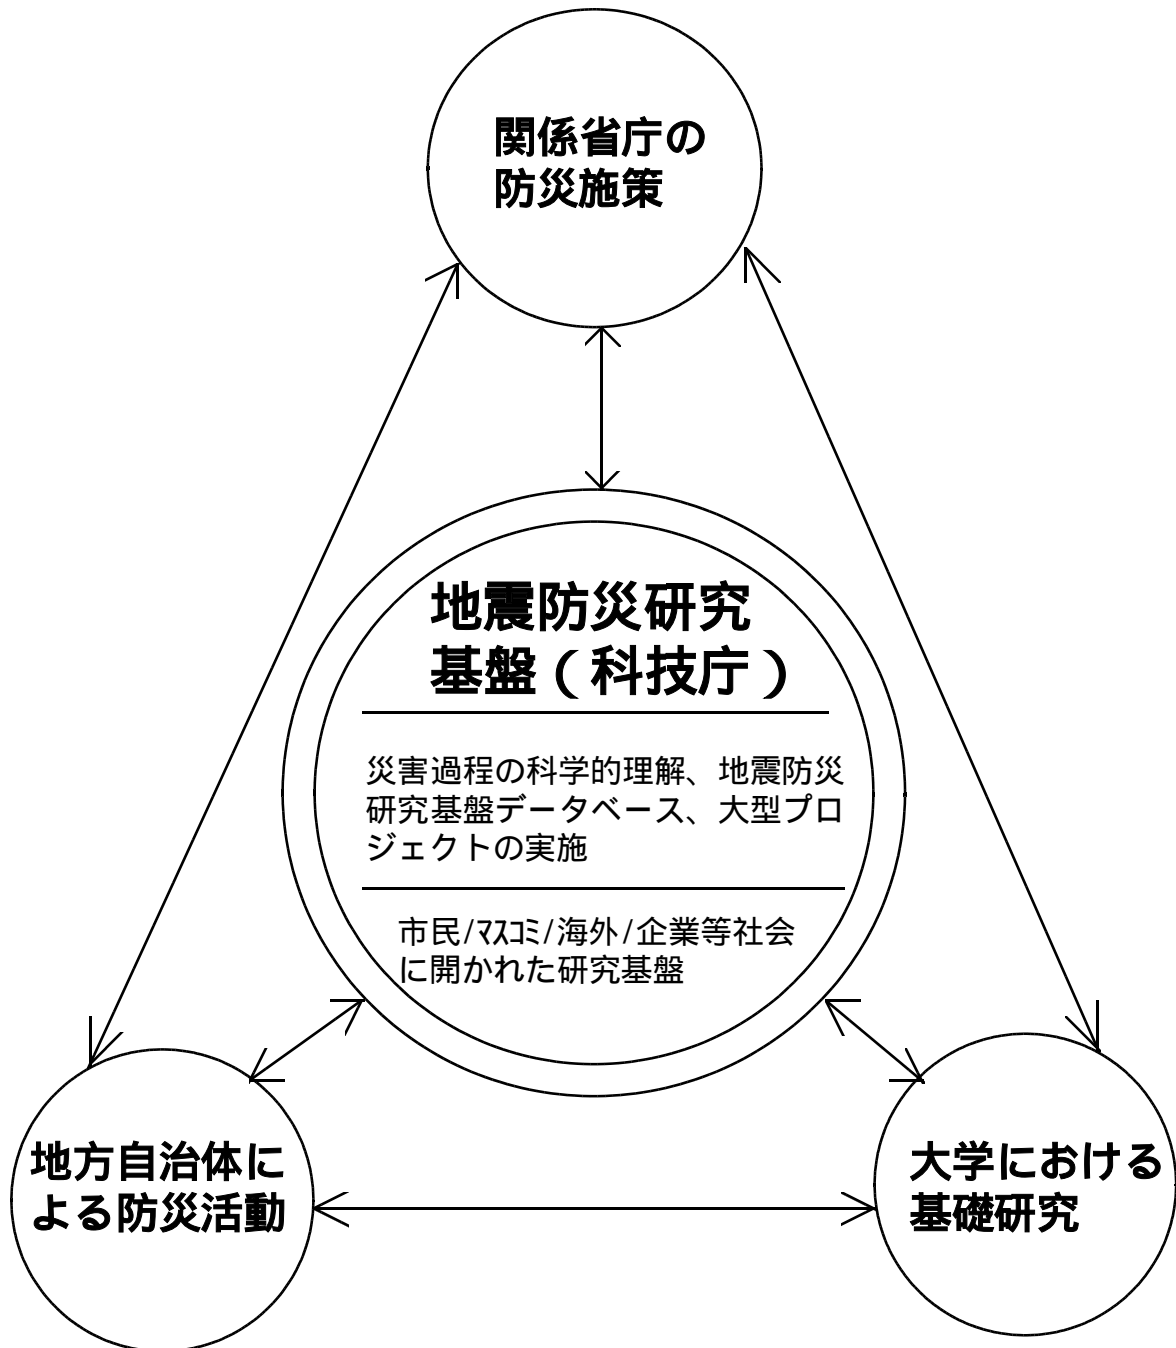 関係省庁の
防災施策
地震防災研究
基盤(科技庁)
災害過程の科学的理解、地震防災
研究基盤データベース、大型プロ
ジェクトの実施
市民/ﾏｽｺﾐ/海外/企業等社会
に開かれた研究基盤
地方自治体に
よる防災活動
大学における
基礎研究